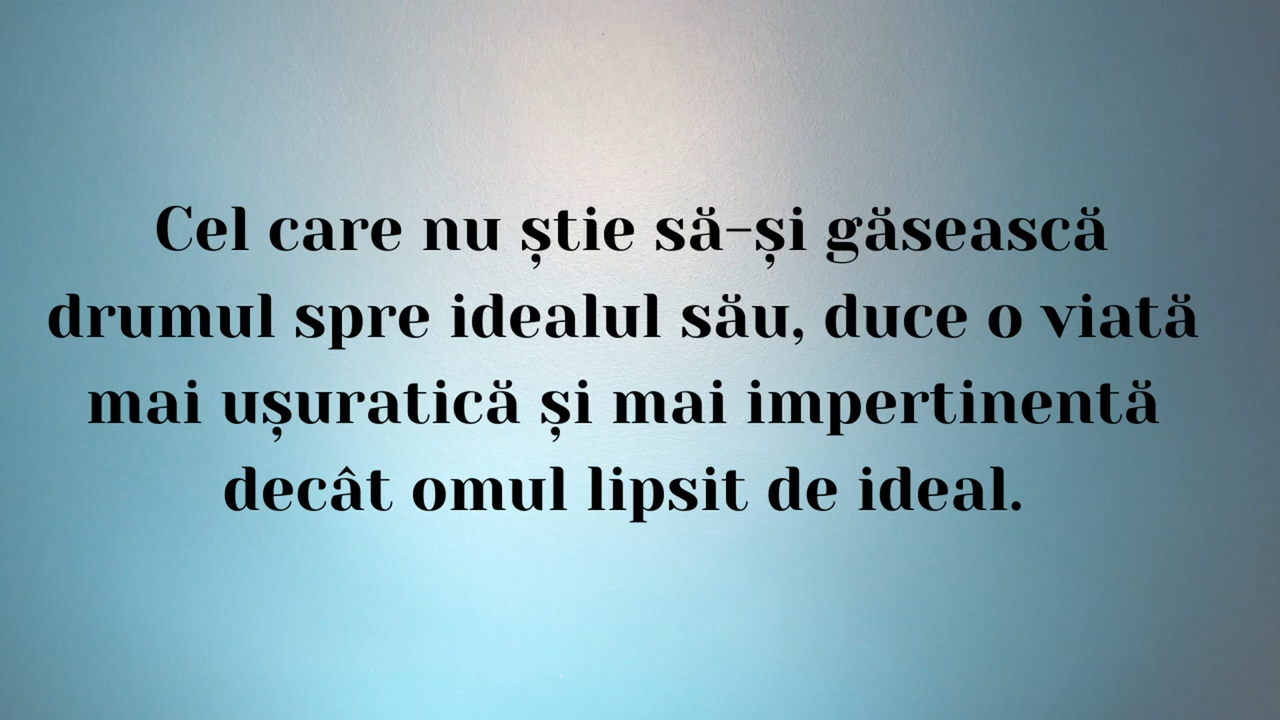 Cel care nu știe să-și găsească
drumul spre idealul său, duce o viată
mai ușuratică și mai impertinentă
decât omul lipsit de ideal.